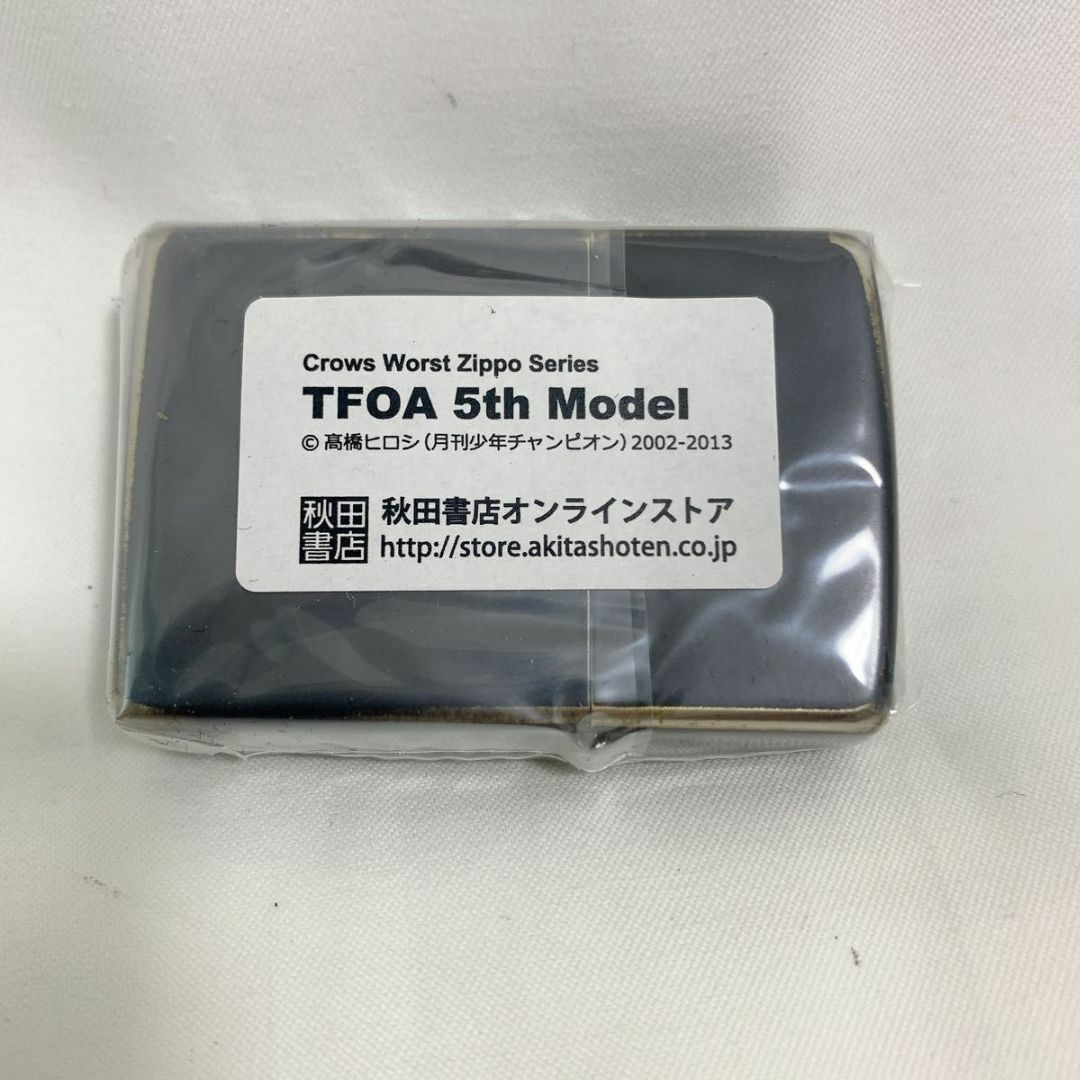 Crows Worst Zippo Series
TFOA 5th Model
©髙橋ヒロシ(月刊少年チャンピオン)2002-2013
秋田書店 秋田書店オンラインストア
http://store.akitashoten.co.jp